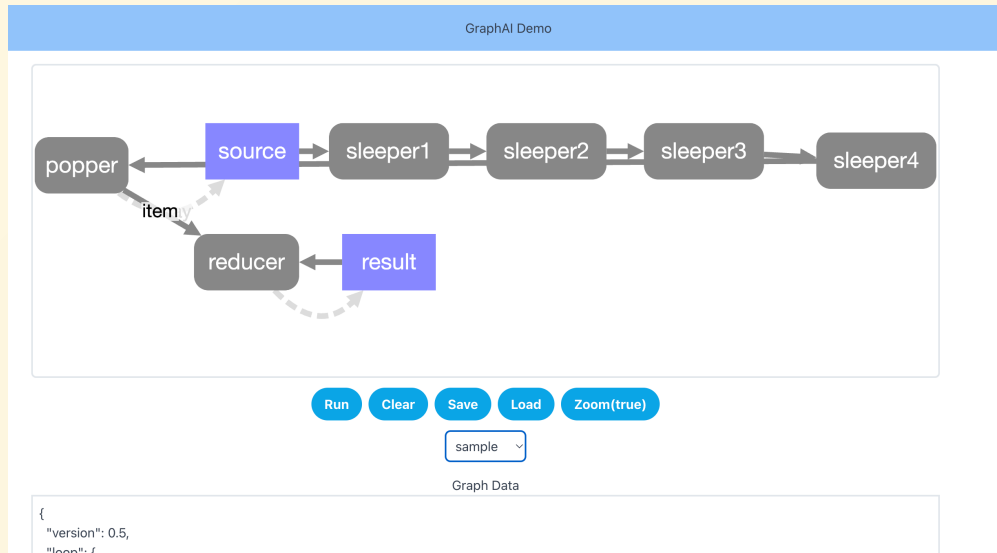 GraphAI Demo
popper
source
sleeper1
sleeper2
sleeper3
sleeper4
item
reducer
result
Run
Clear
Save
Load
Zoom(true)
sample
Graph Data
{
"version": 0.5,
"loop": {